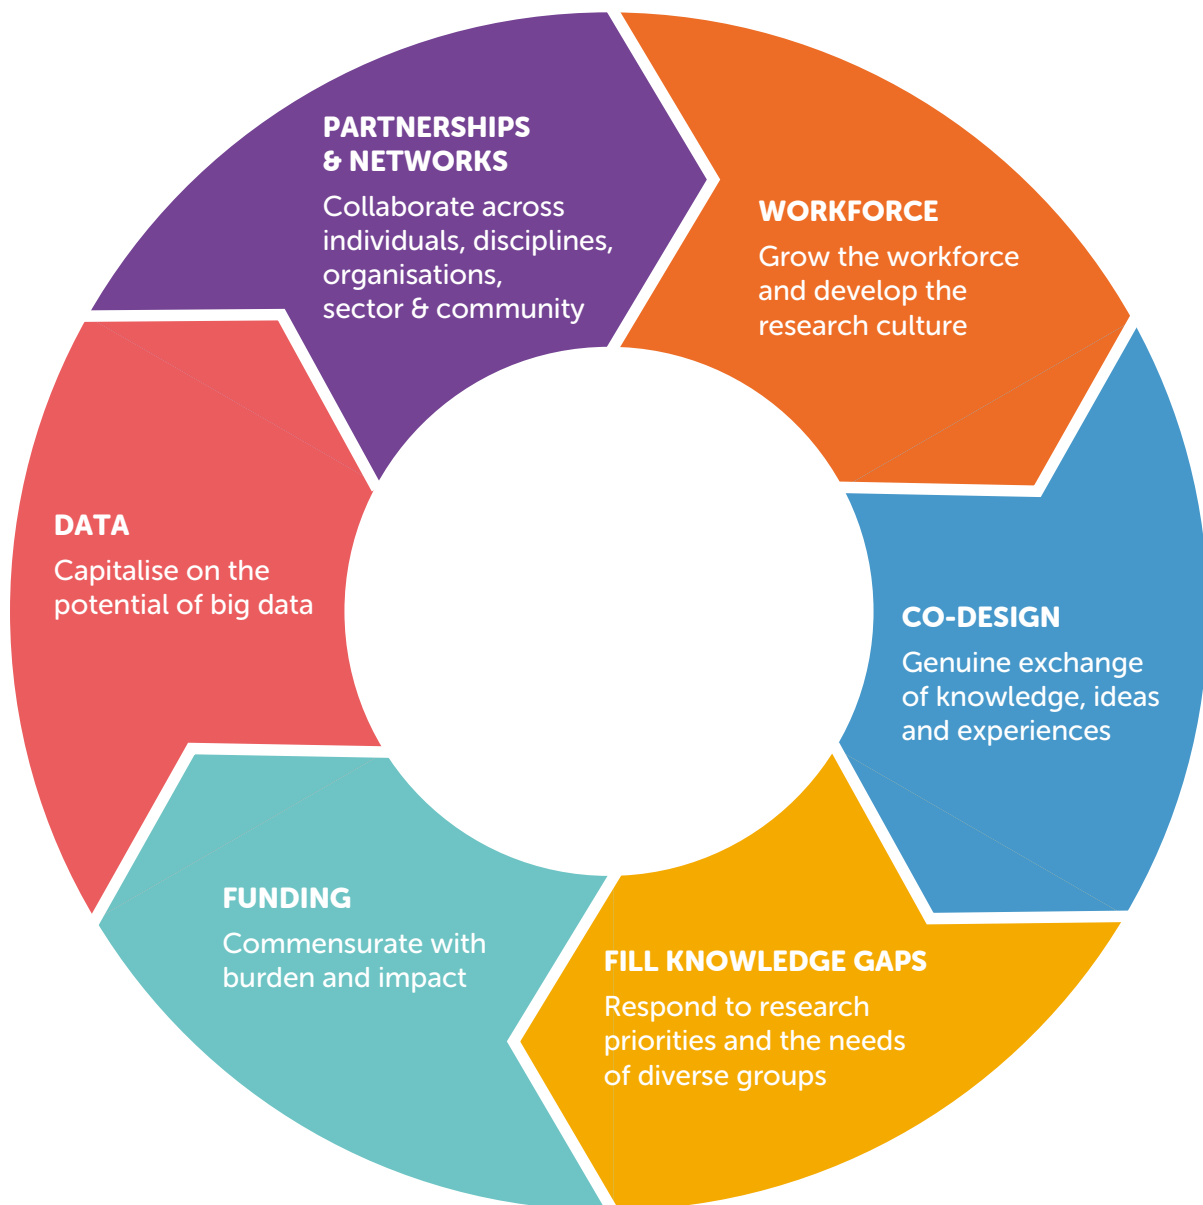 PARTNERSHIPS
& NETWORKS
Collaborate across
individuals, disciplines,
organisations,
sector & community
WORKFORCE
Grow the workforce
and develop the
research culture
CO-DESIGN
Genuine exchange
of knowledge, ideas
and experiences
FILL KNOWLEDGE GAPS
Respond to research
priorities and the needs
of diverse groups
FUNDING
Commensurate with
burden and impact
DATA
Capitalise on the
potential of big data